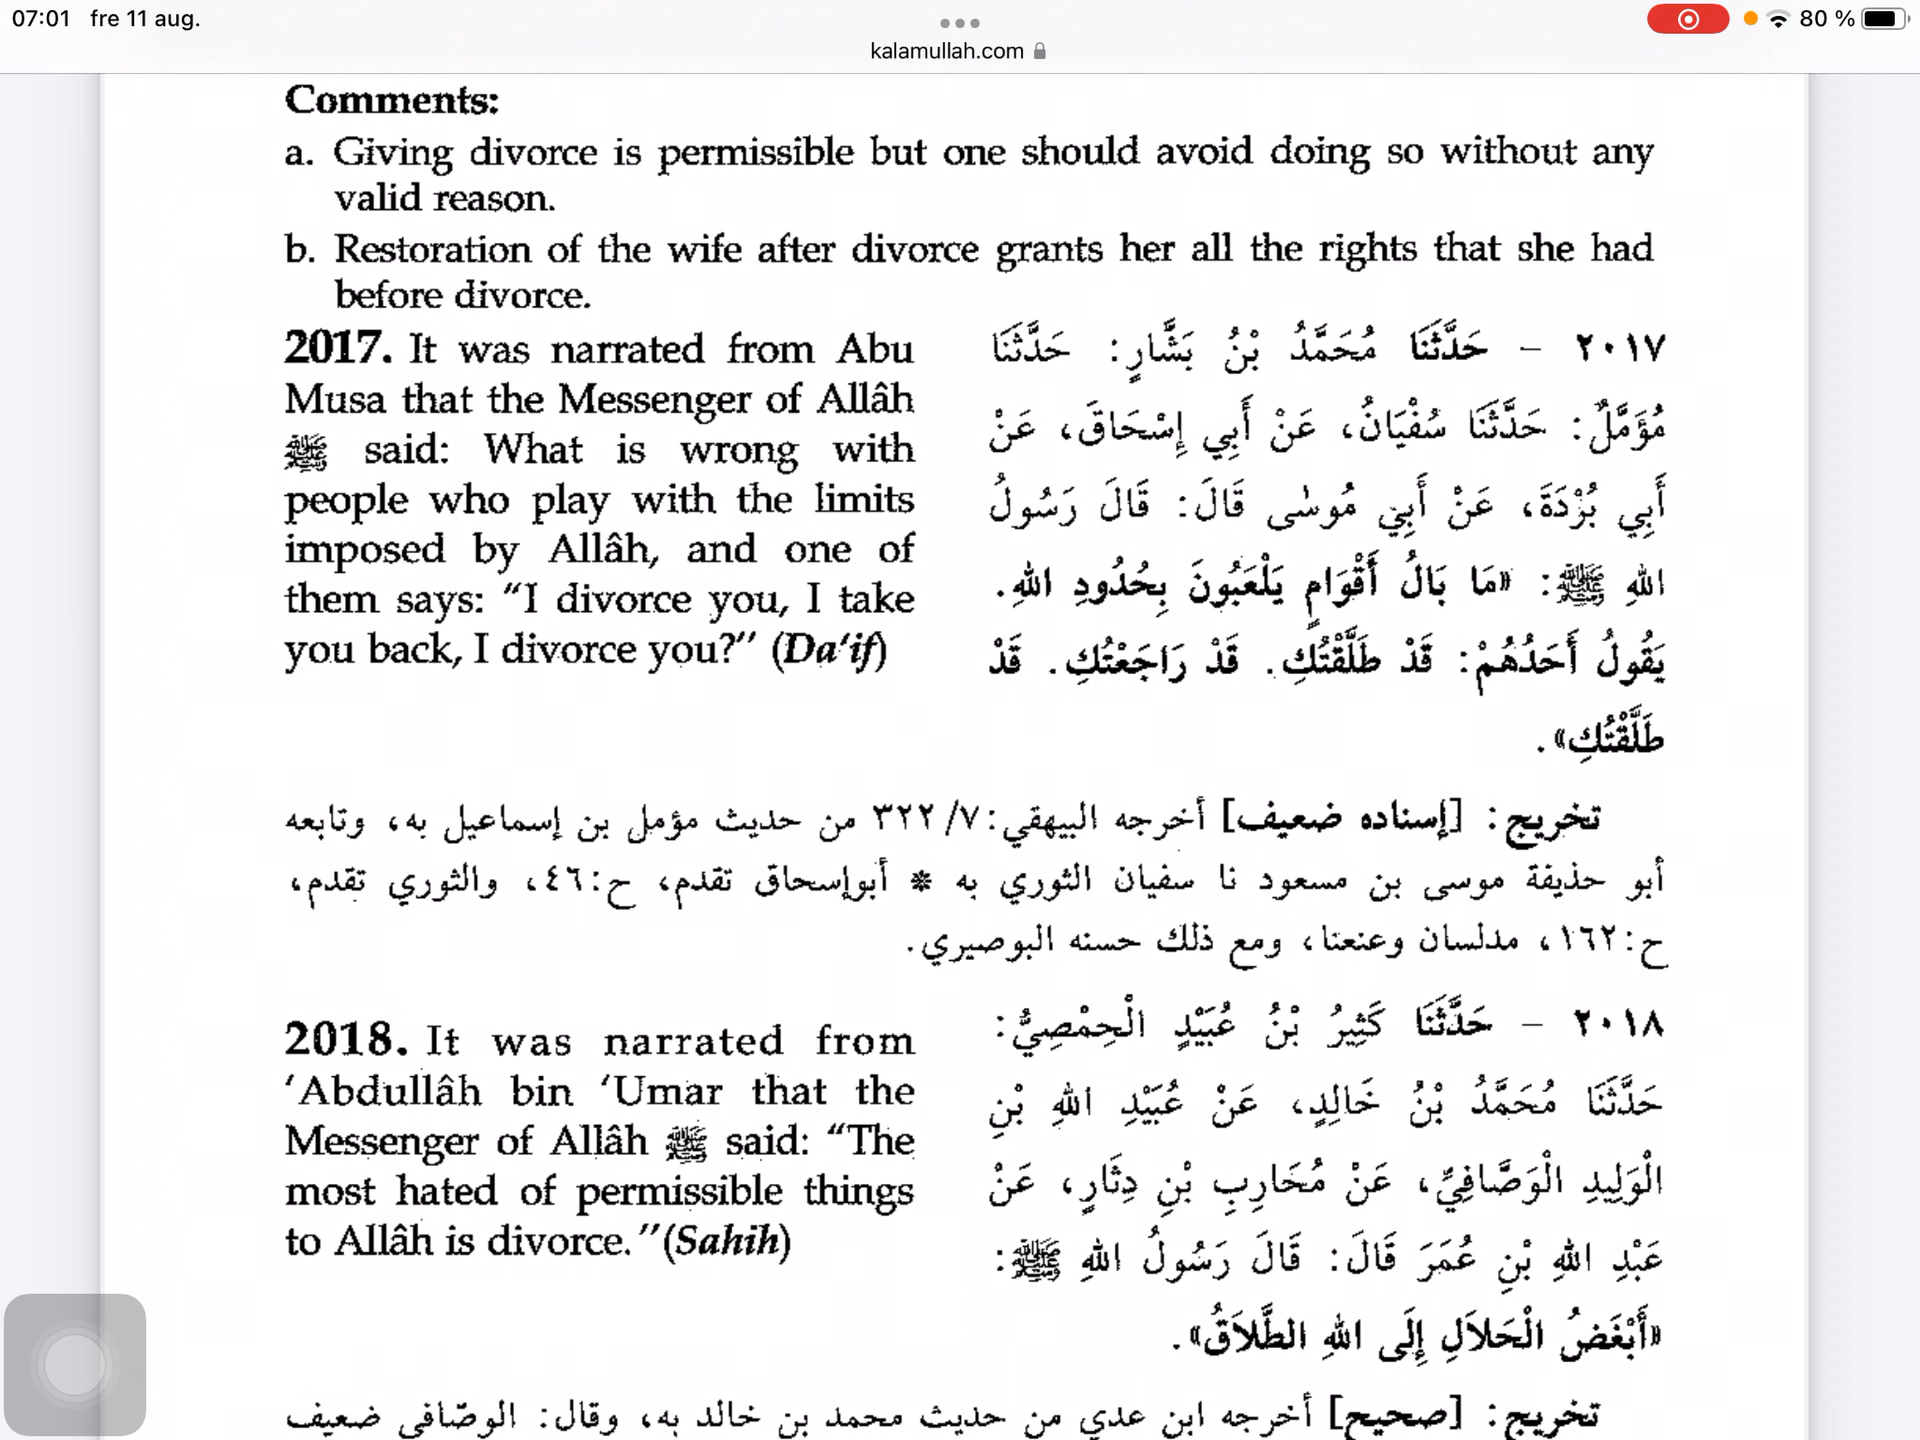 07:01 fre 11 aug.
80 %
kalamullah.com
Comments:
a. Giving divorce is permissible but one should avoid doing so without any
valid reason.
b. Restoration of the wife after divorce grants her all the rights that she had
before divorce.
2017. It was narrated from Abu
Musa that the Messenger of Allâh
ﷺ said: What is wrong with
people who play with the limits
imposed by Allâh, and one of
them says: “I divorce you, I take
you back, I divorce you?” (Da‘if)
٢٠١٧ – حَدَّثَنَا مُحَمَّدُ بْنُ بَشَّارٍ: حَدَّثَنَا
مُؤَمَّلٌ: حَدَّثَنَا سُفْيَانُ، عَنْ أَبِي إِسْحَاقَ، عَنْ
أَبِي بُرْدَةَ، عَنْ أَبِي مُوسٰى قَالَ: قَالَ رَسُولُ
اللهِ ﷺ: «مَا بَالُ أَقْوَامٍ يَلْعَبُونَ بِحُدُودِ اللهِ.
يَقُولُ أَحَدُهُمْ: قَدْ طَلَّقْتُكِ. قَدْ رَاجَعْتُكِ. قَدْ
طَلَّقْتُكِ».
تخريج: [إسناده ضعيف] أخرجه البيهقي: ٧/ ٣٢٢ من حديث مؤمل بن إسماعيل به، وتابعه
أبو حذيفة موسى بن مسعود نا سفيان الثوري به * أبوإسحاق تقدم، ح:٤٦، والثوري تقدم،
ح:١٦٢، مدلسان وعنعنا، ومع ذلك حسنه البوصيري.
2018. It was narrated from
‘Abdullâh bin ‘Umar that the
Messenger of Allâh ﷺ said: “The
most hated of permissible things
to Allâh is divorce.”(Sahih)
٢٠١٨ – حَدَّثَنَا كَثِيرُ بْنُ عُبَيْدٍ الْحِمْصِيُّ:
حَدَّثَنَا مُحَمَّدُ بْنُ خَالِدٍ، عَنْ عُبَيْدِ اللهِ بْنِ
الْوَلِيدِ الْوَصَّافِيِّ، عَنْ مُحَارِبِ بْنِ دِثَارٍ، عَنْ
عَبْدِ اللهِ بْنِ عُمَرَ قَالَ: قَالَ رَسُولُ اللهِ ﷺ:
«أَبْغَضُ الْحَلاَلِ إِلَى اللهِ الطَّلاَقُ».
تخريج: [صحيح] أخرجه ابن عدي من حديث محمد بن خالد به، وقال: الوصّافي ضعيف